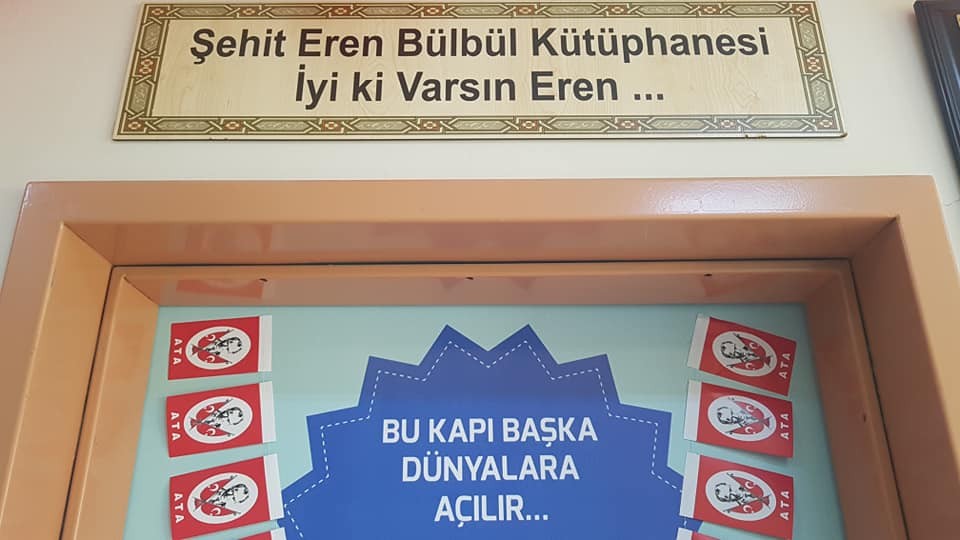 Şehit Eren Bülbül Kütüphanesi
İyi ki Varsın Eren ...
BU KAPI BAŞKA
DÜNYALARA
AÇILIR...
ATA
ATA
ATA
ATA
ATA
ATA